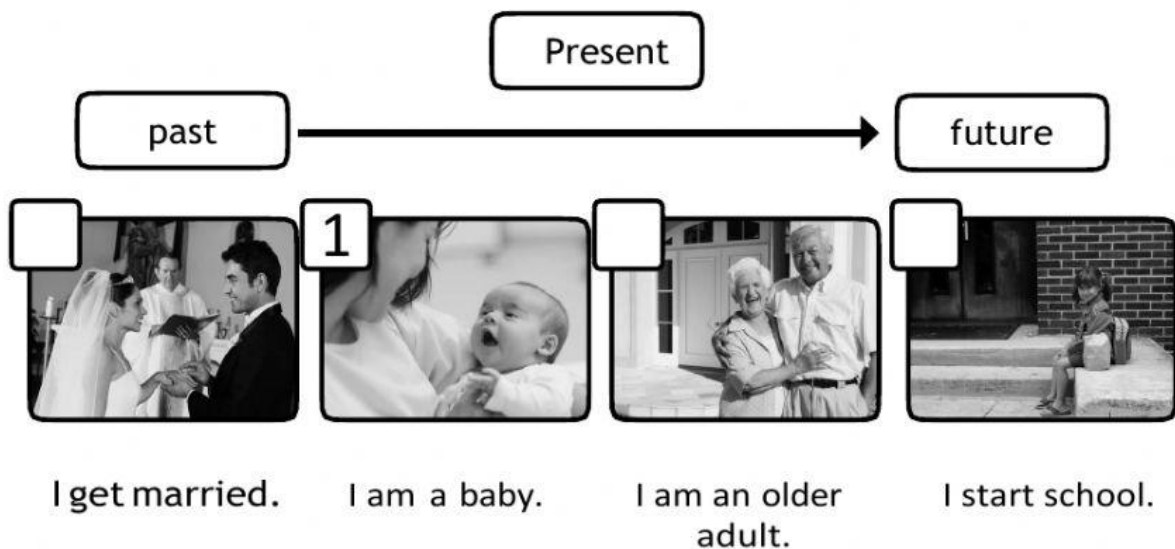 Present
past
future
1
I get married.
I am a baby.
I am an older
adult.
I start school.